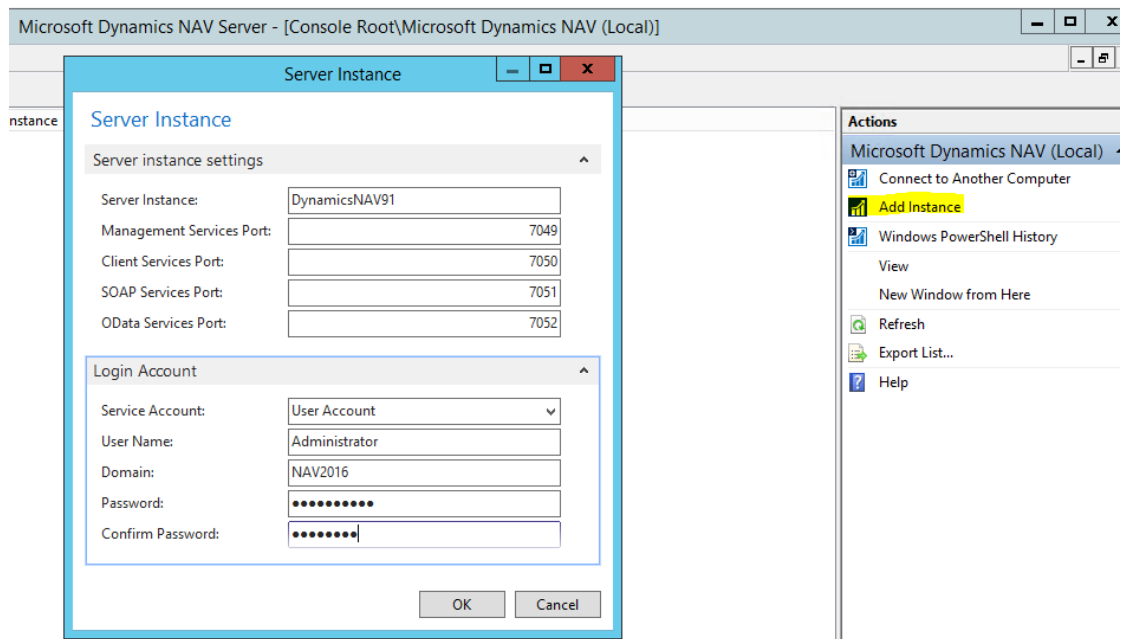 Microsoft Dynamics NAV Server - [Console Root\Microsoft Dynamics NAV (Local)]
Server Instance
nstance
Server Instance
Server instance settings
Server Instance: DynamicsNAV91
Management Services Port: 7049
Client Services Port: 7050
SOAP Services Port: 7051
OData Services Port: 7052
Login Account
Service Account: User Account
User Name: Administrator
Domain: NAV2016
Password: ●●●●●●●●●●
Confirm Password: ●●●●●●●●
OK Cancel
Actions
Microsoft Dynamics NAV (Local)
Connect to Another Computer
Add Instance
Windows PowerShell History
View
New Window from Here
Refresh
Export List...
Help